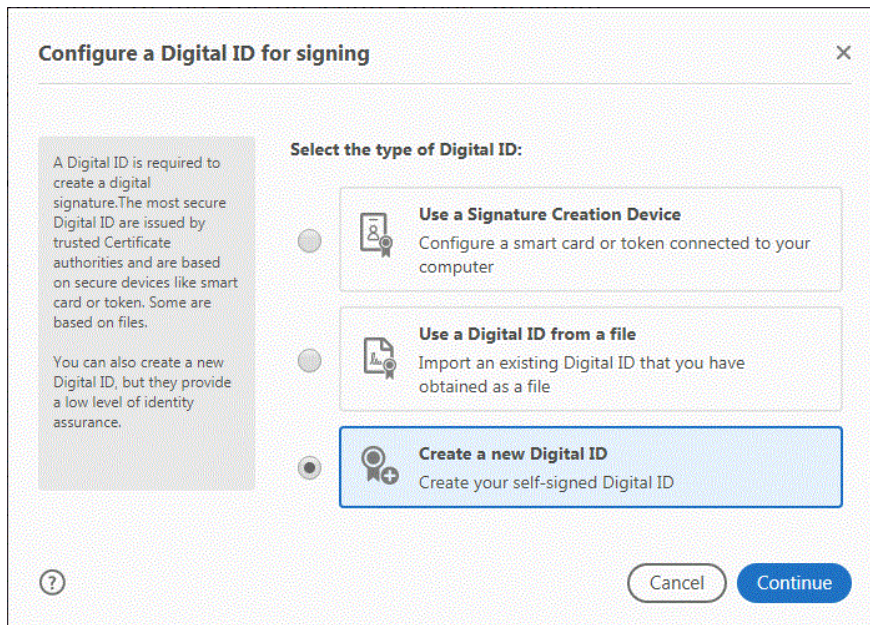 Configure a Digital ID for signing
A Digital ID is required to
create a digital
signature.The most secure
Digital ID are issued by
trusted Certificate
authorities and are based
on secure devices like smart
card or token. Some are
based on files.
You can also create a new
Digital ID, but they provide
a low level of identity
assurance.
Select the type of Digital ID:
Use a Signature Creation Device
Configure a smart card or token connected to your
computer
Use a Digital ID from a file
Import an existing Digital ID that you have
obtained as a file
Create a new Digital ID
Create your self-signed Digital ID
?
Cancel
Continue